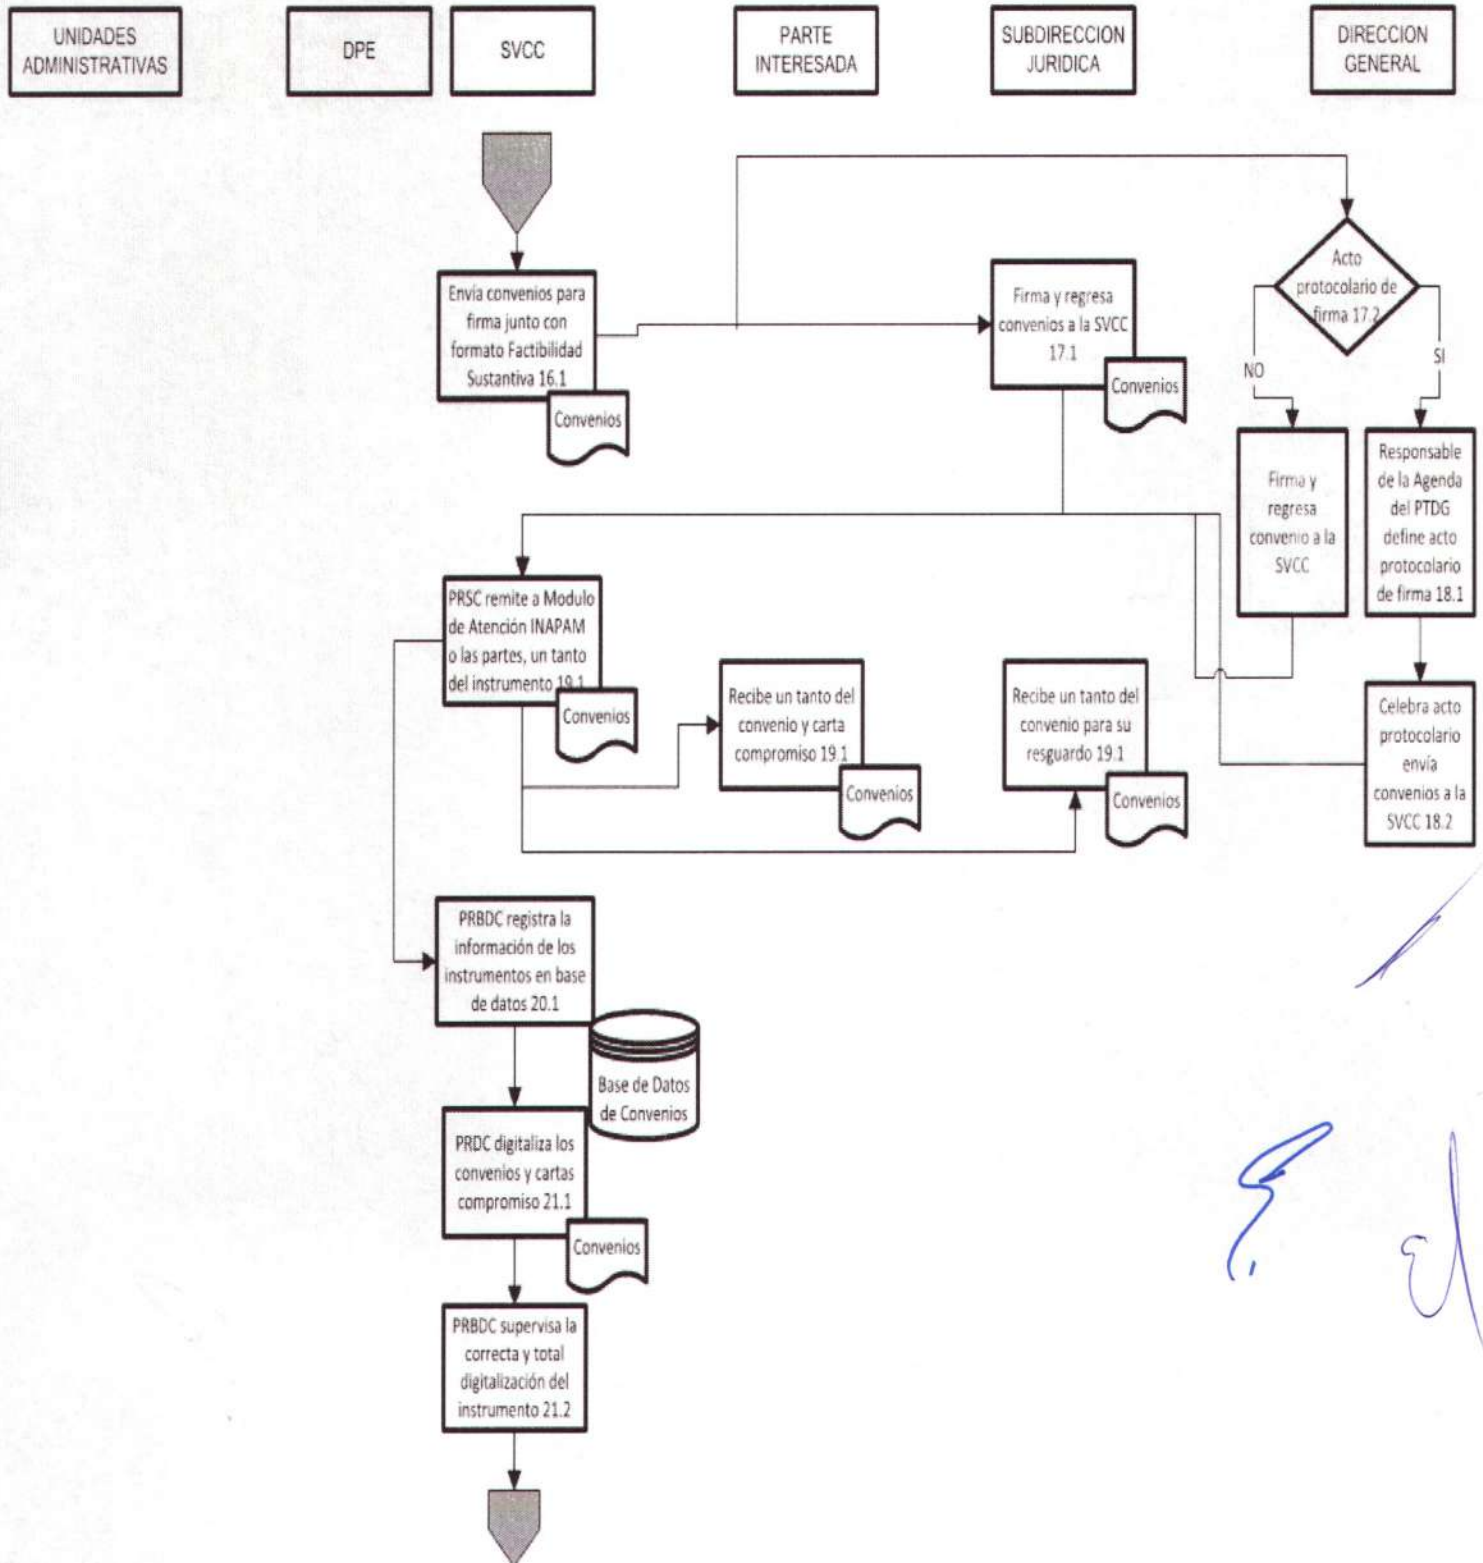 UNIDADES
ADMINISTRATIVAS
DPE
SVCC
PARTE
INTERESADA
SUBDIRECCION
JURIDICA
DIRECCION
GENERAL
Envía convenios para
firma junto con
formato Factibilidad
Sustantiva 16.1
Convenios
Firma y regresa
convenios a la SVCC
17.1
Convenios
Acto
protocolario de
firma 17.2
NO
SI
Firma y
regresa
convenio a la
SVCC
Responsable
de la Agenda
del PTDG
define acto
protocolario
de firma 18.1
PRSC remite a Modulo
de Atención INAPAM
o las partes, un tanto
del instrumento 19.1
Convenios
Recibe un tanto del
convenio y carta
compromiso 19.1
Convenios
Recibe un tanto del
convenio para su
resguardo 19.1
Convenios
Celebra acto
protocolario
envía
convenios a la
SVCC 18.2
PRBDC registra la
información de los
instrumentos en base
de datos 20.1
Base de Datos
de Convenios
PRDC digitaliza los
convenios y cartas
compromiso 21.1
Convenios
PRBDC supervisa la
correcta y total
digitalización del
instrumento 21.2